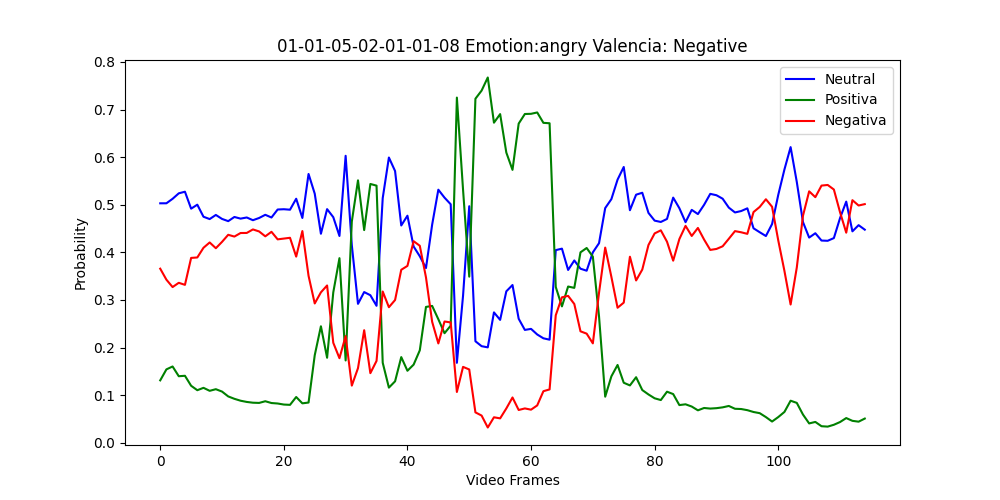 01-01-05-02-01-01-08 Emotion:angry Valencia: Negative
Neutral
Positiva
Negativa
Probability
0.8
0.7
0.6
0.5
0.4
0.3
0.2
0.1
0.0
0 20 40 60 80 100
Video Frames